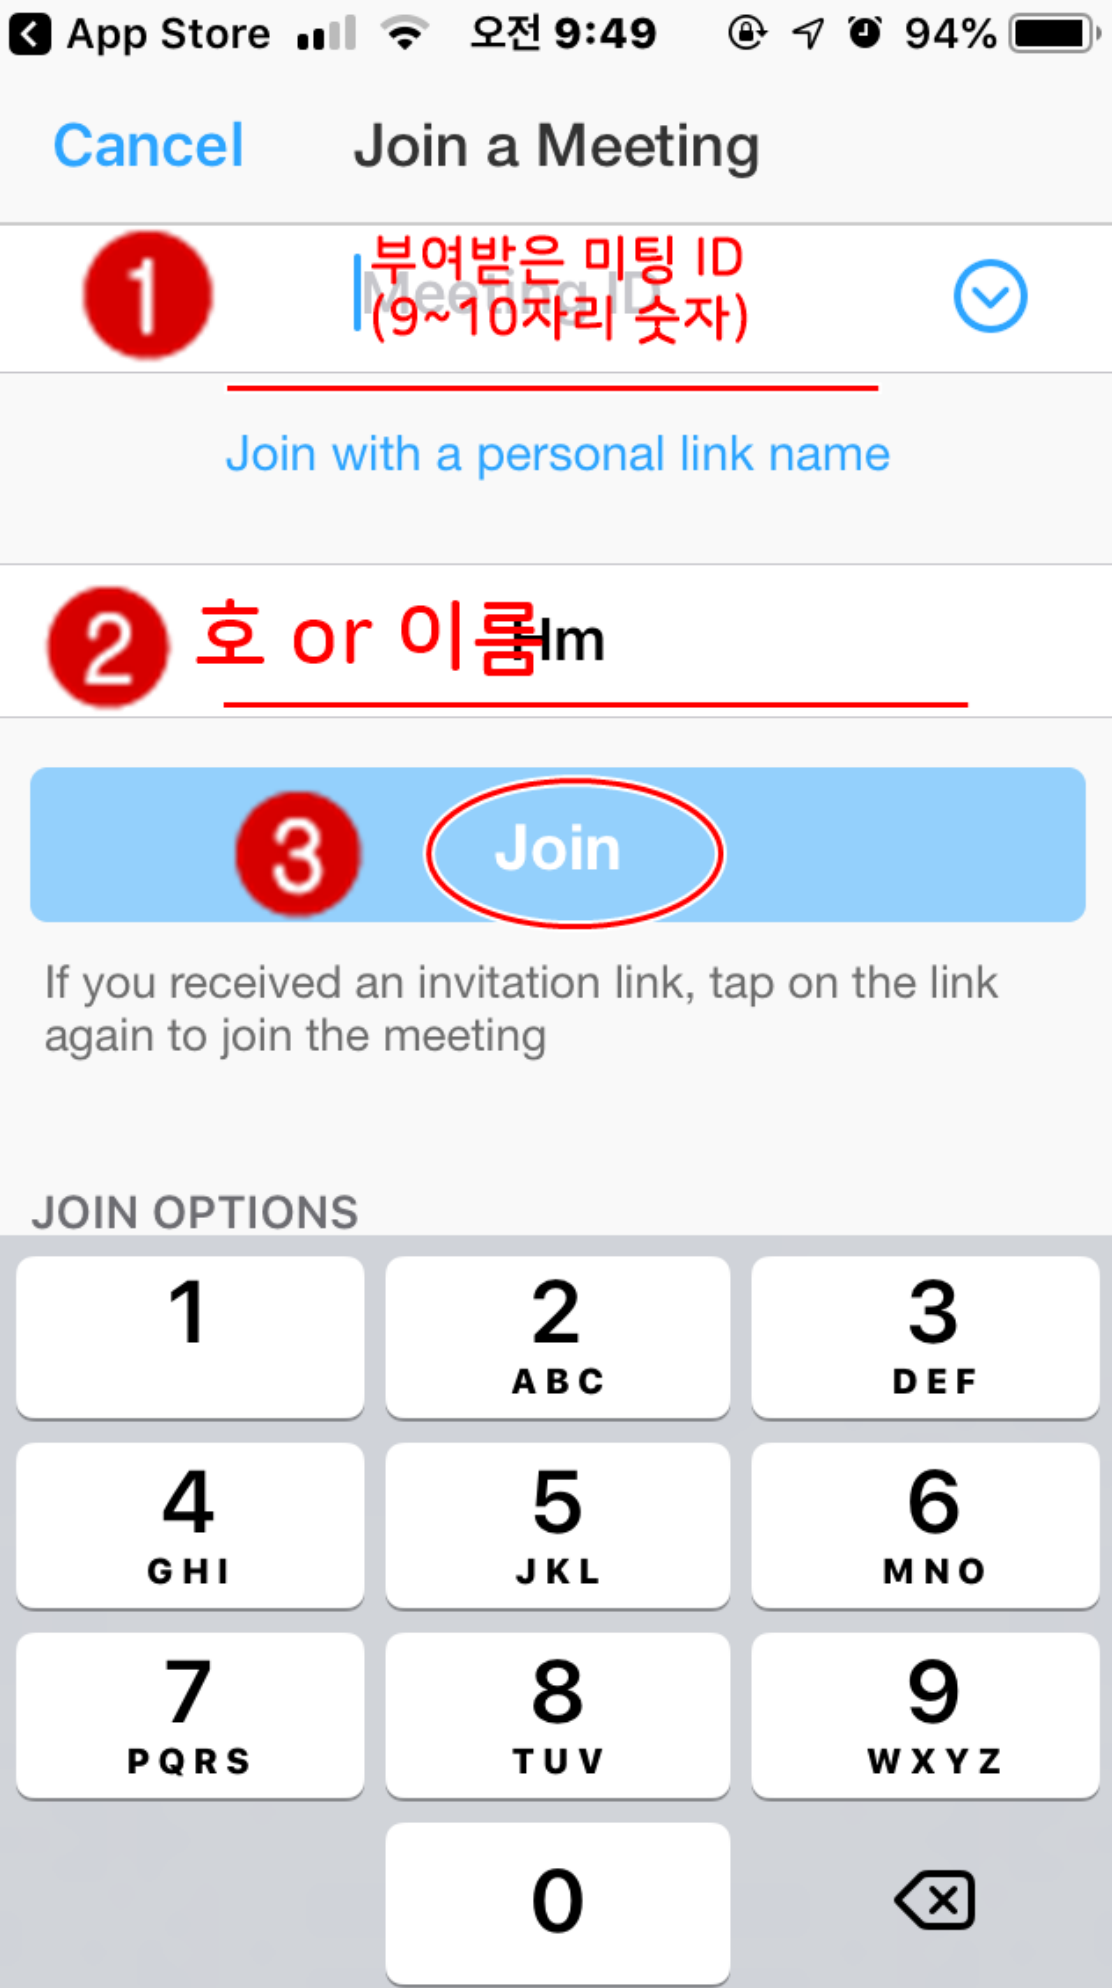 App Store 오전 9:49 94%
Cancel Join a Meeting
1 부여받은 미팅 ID
Meeting ID
(9~10자리 숫자)
Join with a personal link name
2 호 or 이름 Hm
3 Join
If you received an invitation link, tap on the link
again to join the meeting
JOIN OPTIONS
1 2 3
ABC DEF
4 5 6
GHI JKL MNO
7 8 9
PQRS TUV WXYZ
0